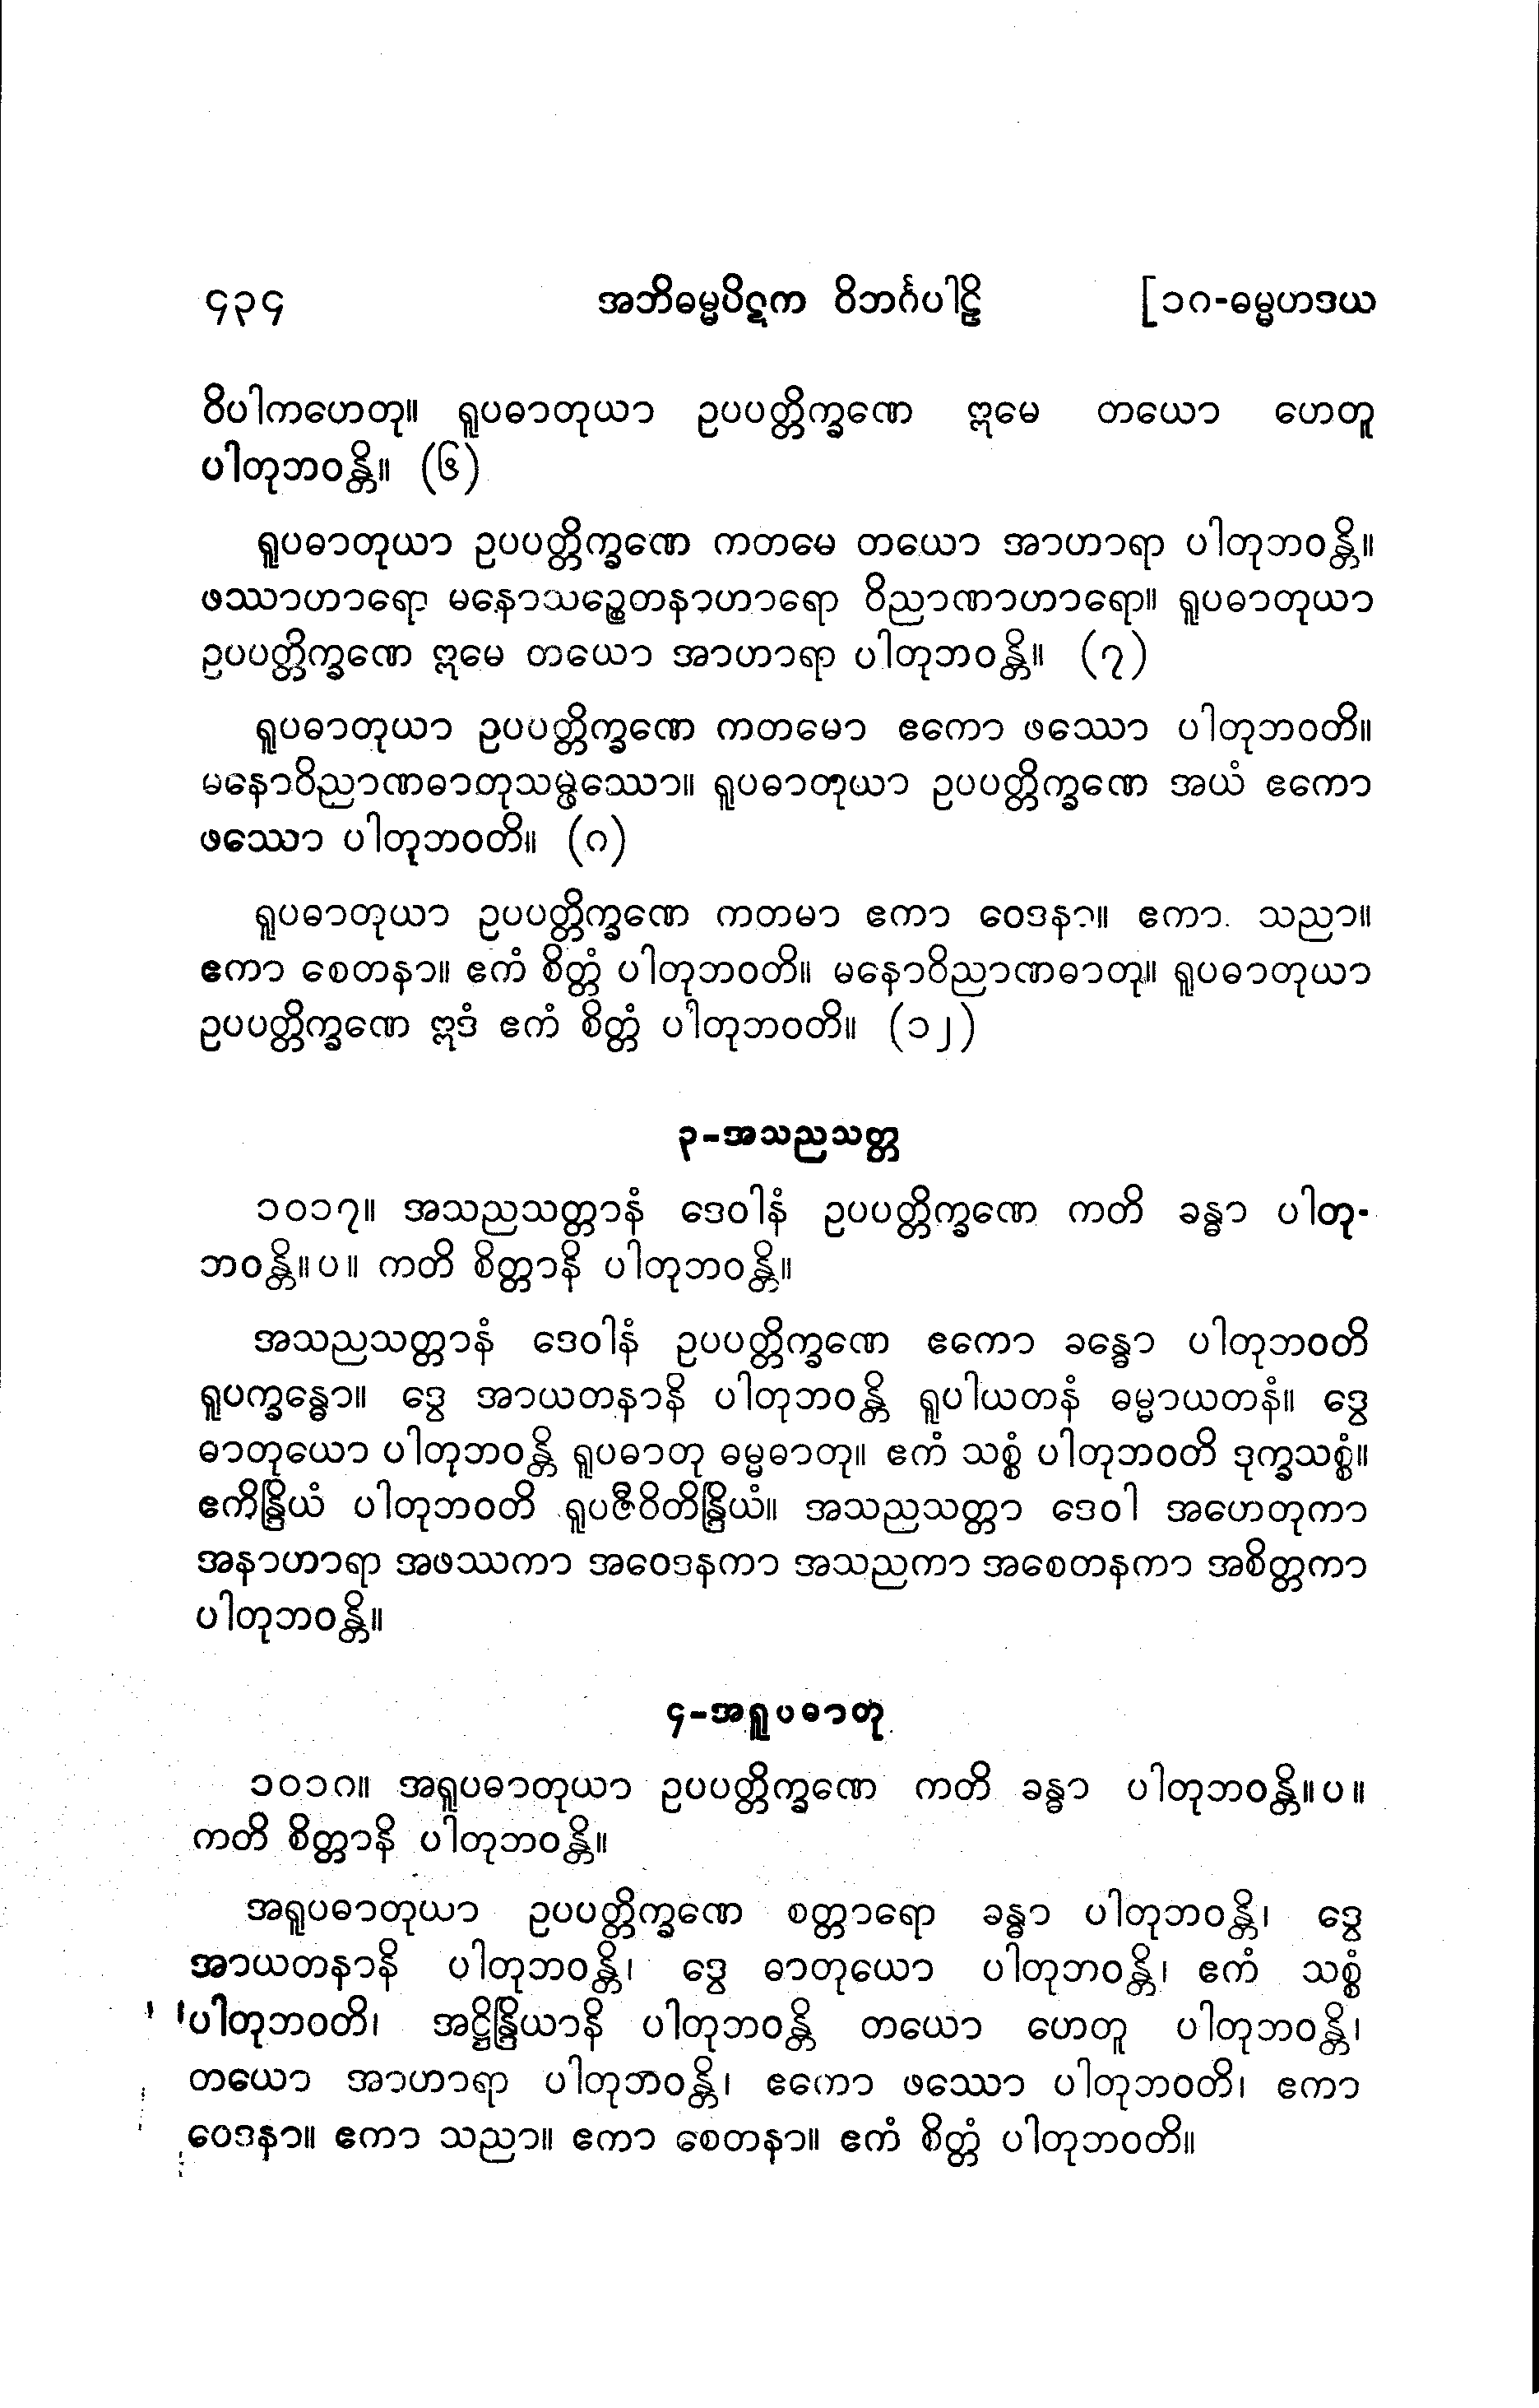 ၄၃၄ အဘိဓမ္မပိဋက ဝိဘင်္ဂပါဠိ [၁၈-ဓမ္မဟဒယ
ဝိပါကဟေတု။ ရူပဓာတုယာ ဥပပတ္တိက္ခဏေ ဣမေ တယော ဟေတူ
ပါတုဘဝန္တိ။ (၆)
ရူပဓာတုယာ ဥပပတ္တိက္ခဏေ ကတမေ တယော အာဟာရာ ပါတုဘဝန္တိ။
ဖဿာဟာရော မနောသဉ္စေတနာဟာရော ဝိညာဏာဟာရော။ ရူပဓာတုယာ
ဥပပတ္တိက္ခဏေ ဣမေ တယော အာဟာရာ ပါတုဘဝန္တိ။ (၇)
ရူပဓာတုယာ ဥပပတ္တိက္ခဏေ ကတမော ဧကော ဖဿော ပါတုဘဝတိ။
မနောဝိညာဏဓာတုသမ္ဖဿော။ ရူပဓာတုယာ ဥပပတ္တိက္ခဏေ အယံ ဧကော
ဖဿော ပါတုဘဝတိ။ (၈)
ရူပဓာတုယာ ဥပပတ္တိက္ခဏေ ကတမာ ဧကာ ဝေဒနာ။ ဧကာ သညာ။
ဧကာ စေတနာ။ ဧကံ စိတ္တံ ပါတုဘဝတိ။ မနောဝိညာဏဓာတု။ ရူပဓာတုယာ
ဥပပတ္တိက္ခဏေ ဣဒံ ဧကံ စိတ္တံ ပါတုဘဝတိ။ (၁၂)
၃-အသညသတ္တ
၁၀၁၇။ အသညသတ္တာနံ ဒေဝါနံ ဥပပတ္တိက္ခဏေ ကတိ ခန္ဓာ ပါတု-
ဘဝန္တိ။ပ။ ကတိ စိတ္တာနိ ပါတုဘဝန္တိ။
အသညသတ္တာနံ ဒေဝါနံ ဥပပတ္တိက္ခဏေ ဧကော ခန္ဓော ပါတုဘဝတိ
ရူပက္ခန္ဓော။ ဒွေ အာယတနာနိ ပါတုဘဝန္တိ ရူပါယတနံ ဓမ္မာယတနံ။ ဒွေ
ဓာတုယော ပါတုဘဝန္တိ ရူပဓာတု ဓမ္မဓာတု။ ဧကံ သစ္စံ ပါတုဘဝတိ ဒုက္ခသစ္စံ။
ဧကိန္ဒြိယံ ပါတုဘဝတိ ရူပဇီဝိတိန္ဒြိယံ။ အသညသတ္တာ ဒေဝါ အဟေတုကာ
အနာဟာရာ အဖဿကာ အဝေဒနကာ အသညကာ အစေတနကာ အစိတ္တကာ
ပါတုဘဝန္တိ။
၄-အရူပဓာတု
၁၀၁၈။ အရူပဓာတုယာ ဥပပတ္တိက္ခဏေ ကတိ ခန္ဓာ ပါတုဘဝန္တိ။ပ။
ကတိ စိတ္တာနိ ပါတုဘဝန္တိ။
အရူပဓာတုယာ ဥပပတ္တိက္ခဏေ စတ္တာရော ခန္ဓာ ပါတုဘဝန္တိ၊ ဒွေ
အာယတနာနိ ပါတုဘဝန္တိ၊ ဒွေ ဓာတုယော ပါတုဘဝန္တိ၊ ဧကံ သစ္စံ
ပါတုဘဝတိ၊ အဋ္ဌိန္ဒြိယာနိ ပါတုဘဝန္တိ တယော ဟေတူ ပါတုဘဝန္တိ၊
တယော အာဟာရာ ပါတုဘဝန္တိ၊ ဧကော ဖဿော ပါတုဘဝတိ၊ ဧကာ
ဝေဒနာ။ ဧကာ သညာ။ ဧကာ စေတနာ။ ဧကံ စိတ္တံ ပါတုဘဝတိ။